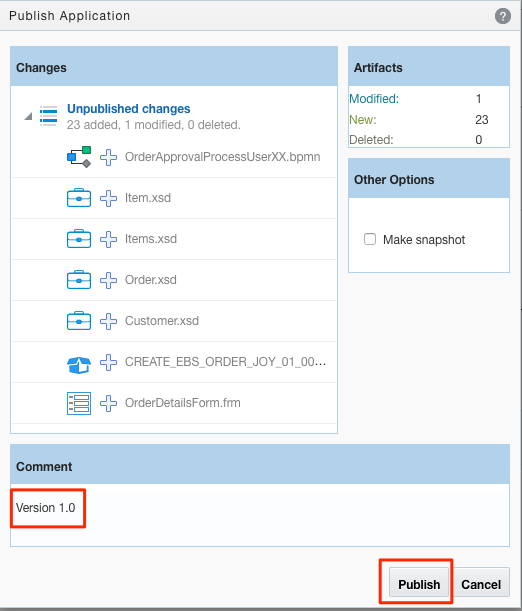 Publish Application
?
Changes
Unpublished changes
23 added, 1 modified, 0 deleted.
OrderApprovalProcessUserXX.bpmn
Item.xsd
Items.xsd
Order.xsd
Customer.xsd
CREATE_EBS_ORDER_JOY_01_00...
OrderDetailsForm.frm
Artifacts
Modified: 1
New: 23
Deleted: 0
Other Options
Make snapshot
Comment
Version 1.0
Publish Cancel